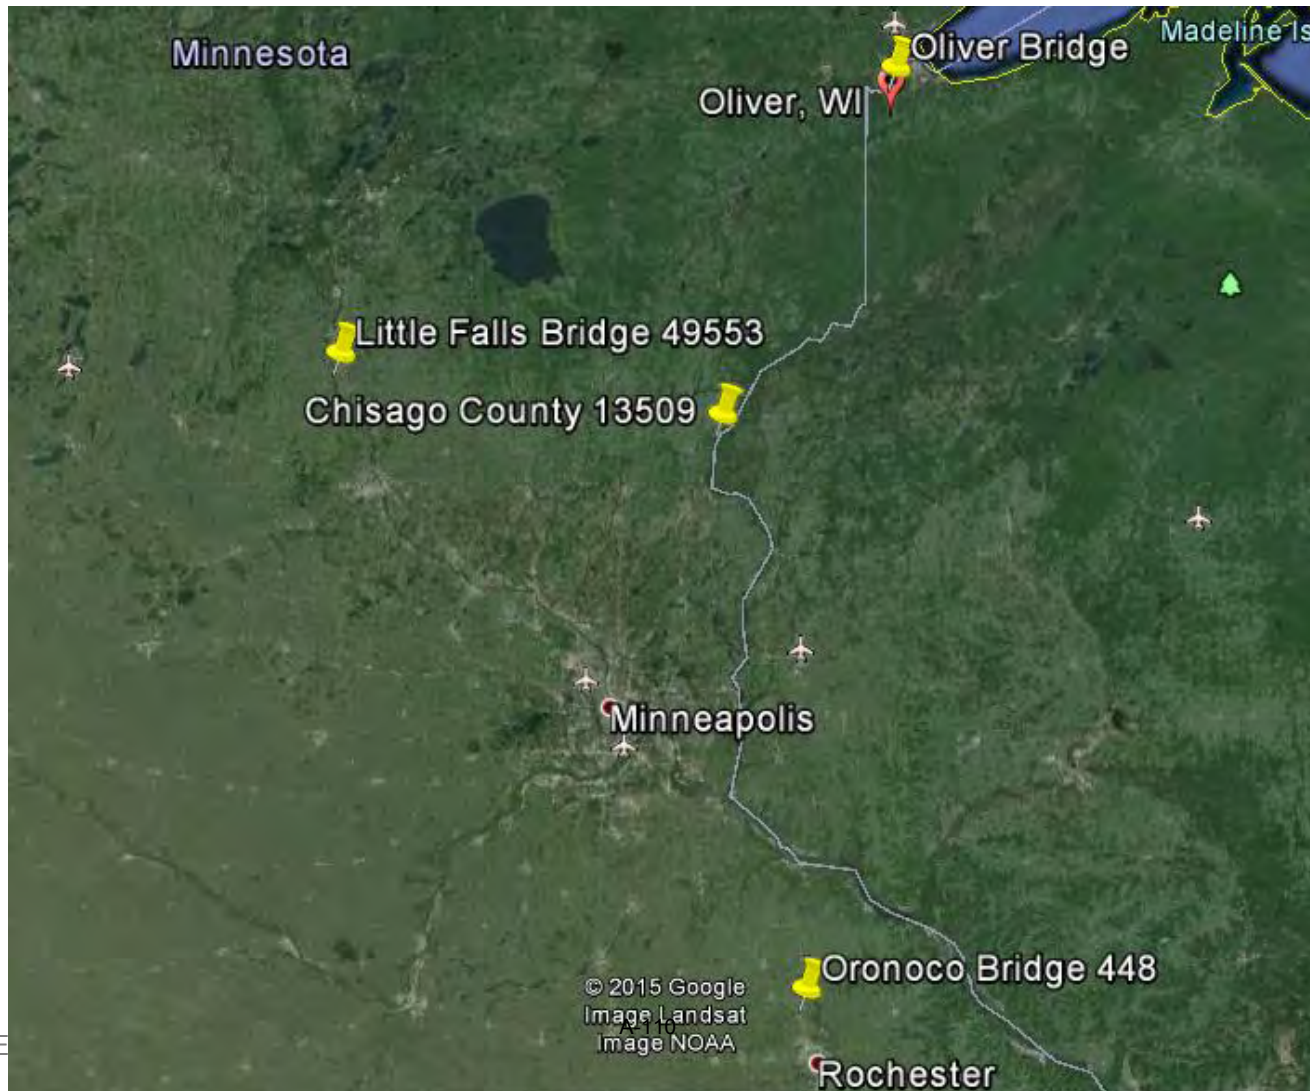 Minnesota
Oliver Bridge
Madeline Is
Oliver, WI
Little Falls Bridge 49553
Chisago County 13509
Minneapolis
Oronoco Bridge 448
© 2015 Google
Image Landsat
A-110
Image NOAA
Rochester